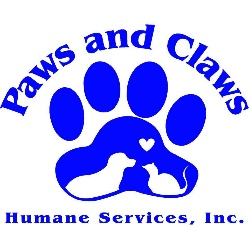 Paws and Claws
Humane Services, Inc.